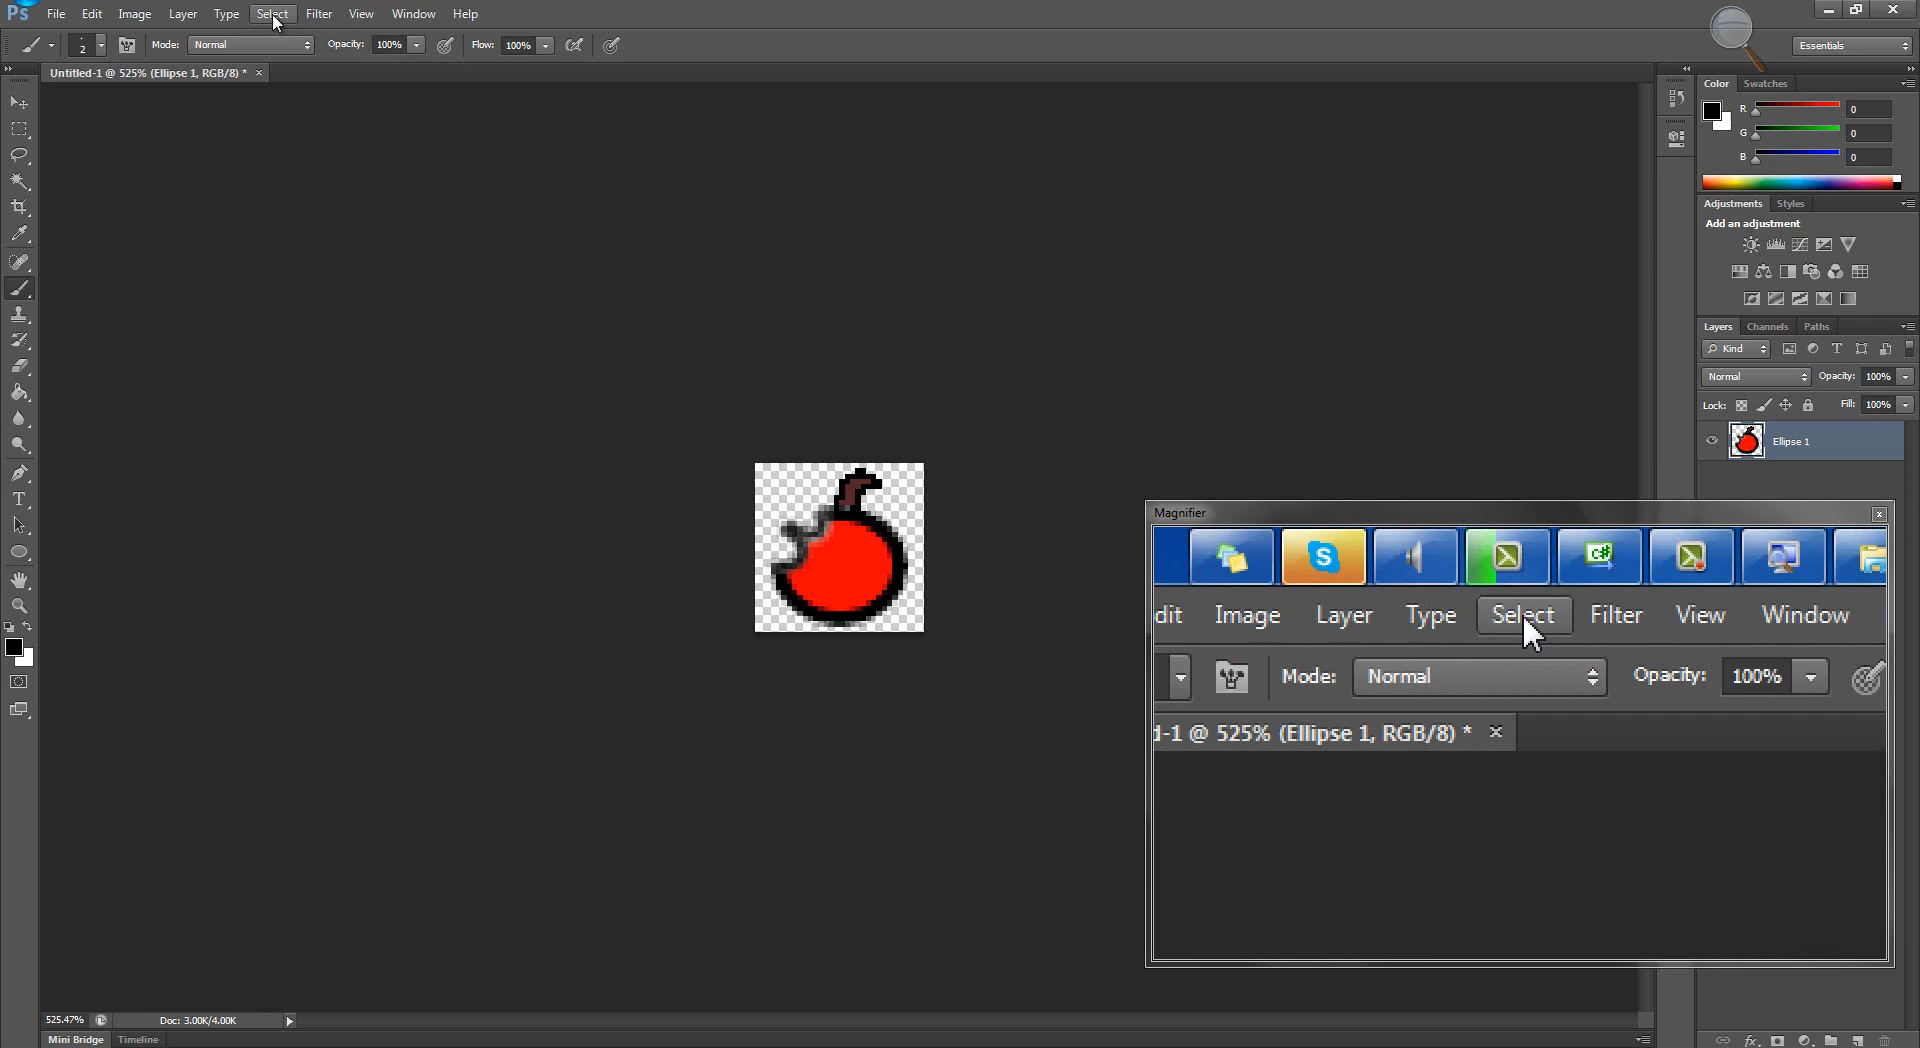 Ps File Edit Image Layer Type Select Filter View Window Help
2 Mode: Normal Opacity: 100% Flow: 100% Essentials
Untitled-1 @ 525% (Ellipse 1, RGB/8) * ×
Color Swatches
R 0
G 0
B 0
Adjustments Styles
Add an adjustment
Layers Channels Paths
Kind
Normal Opacity: 100%
Lock: Fill: 100%
Ellipse 1
Magnifier
S C#
dit Image Layer Type Select Filter View Window
Mode: Normal Opacity: 100%
d-1 @ 525% (Ellipse 1, RGB/8) * ×
525.47% Doc: 3.00K/4.00K
Mini Bridge Timeline
fx